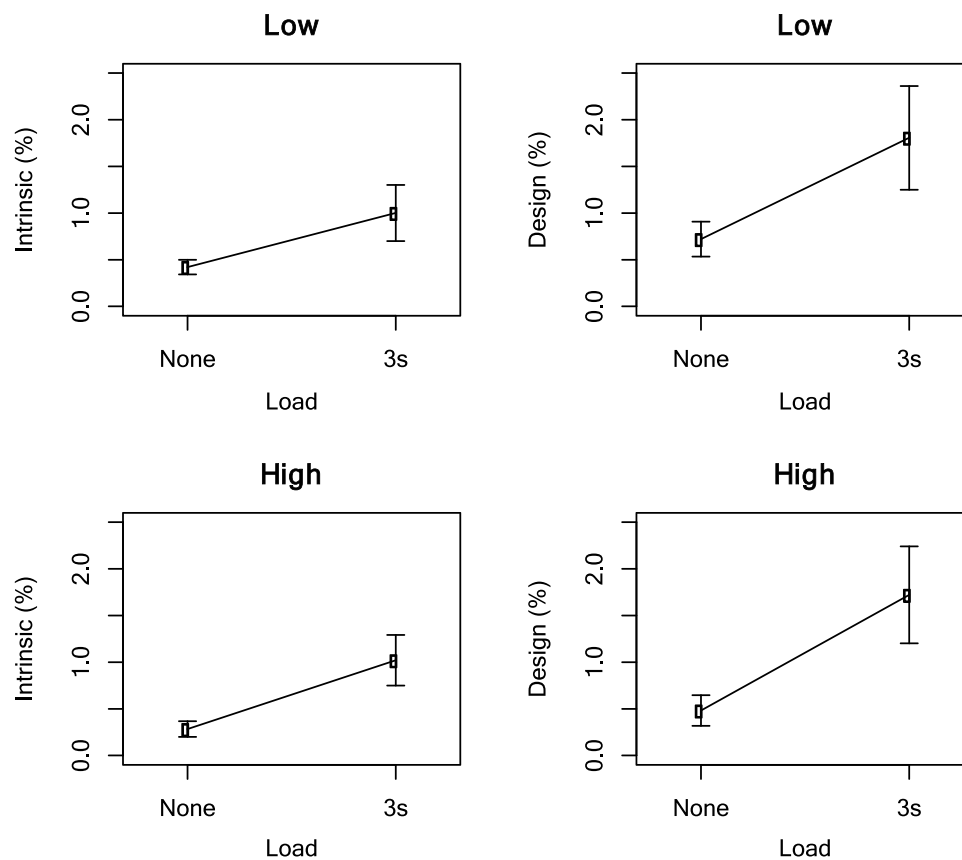 Low
Intrinsic (%)
2.0
1.0
0.0
None 3s
Load
Low
Design (%)
2.0
1.0
0.0
None 3s
Load
High
Intrinsic (%)
2.0
1.0
0.0
None 3s
Load
High
Design (%)
2.0
1.0
0.0
None 3s
Load